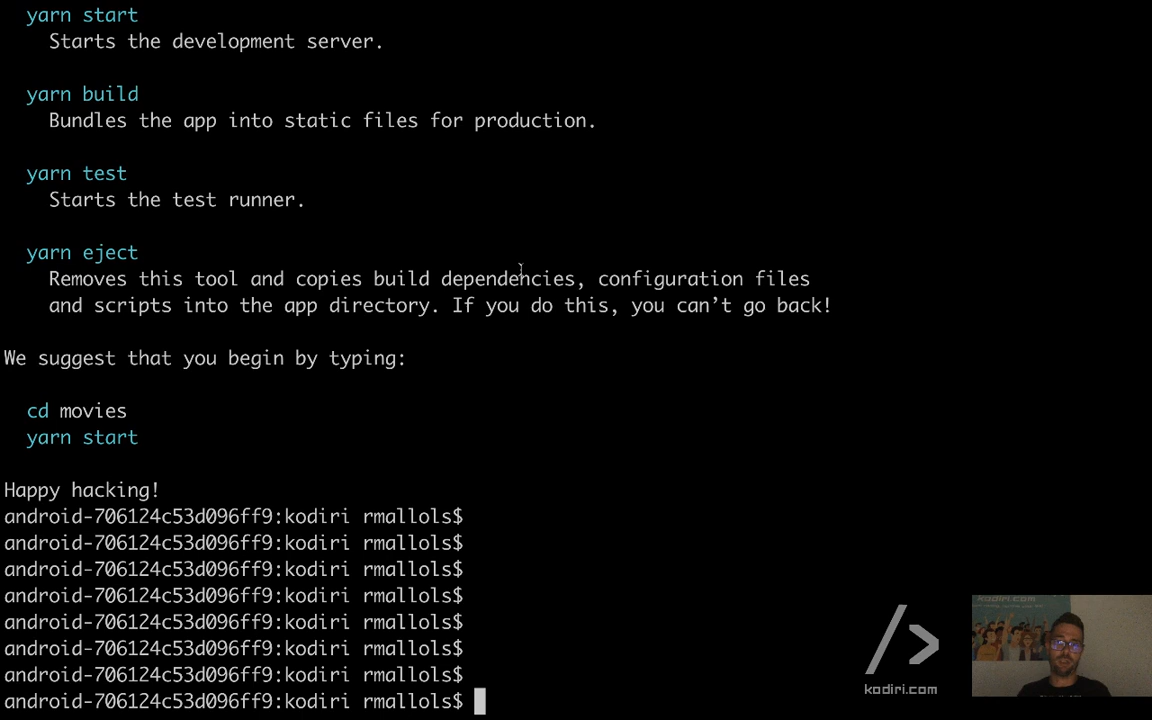 yarn start
Starts the development server.
yarn build
Bundles the app into static files for production.
yarn test
Starts the test runner.
yarn eject
Removes this tool and copies build dependencies, configuration files
and scripts into the app directory. If you do this, you can’t go back!
We suggest that you begin by typing:
cd movies
yarn start
Happy hacking!
android-706124c53d096ff9:kodiri rmallols$
android-706124c53d096ff9:kodiri rmallols$
android-706124c53d096ff9:kodiri rmallols$
android-706124c53d096ff9:kodiri rmallols$
android-706124c53d096ff9:kodiri rmallols$
android-706124c53d096ff9:kodiri rmallols$
android-706124c53d096ff9:kodiri rmallols$
android-706124c53d096ff9:kodiri rmallols$
/>
kodiri.com
kodiri.com